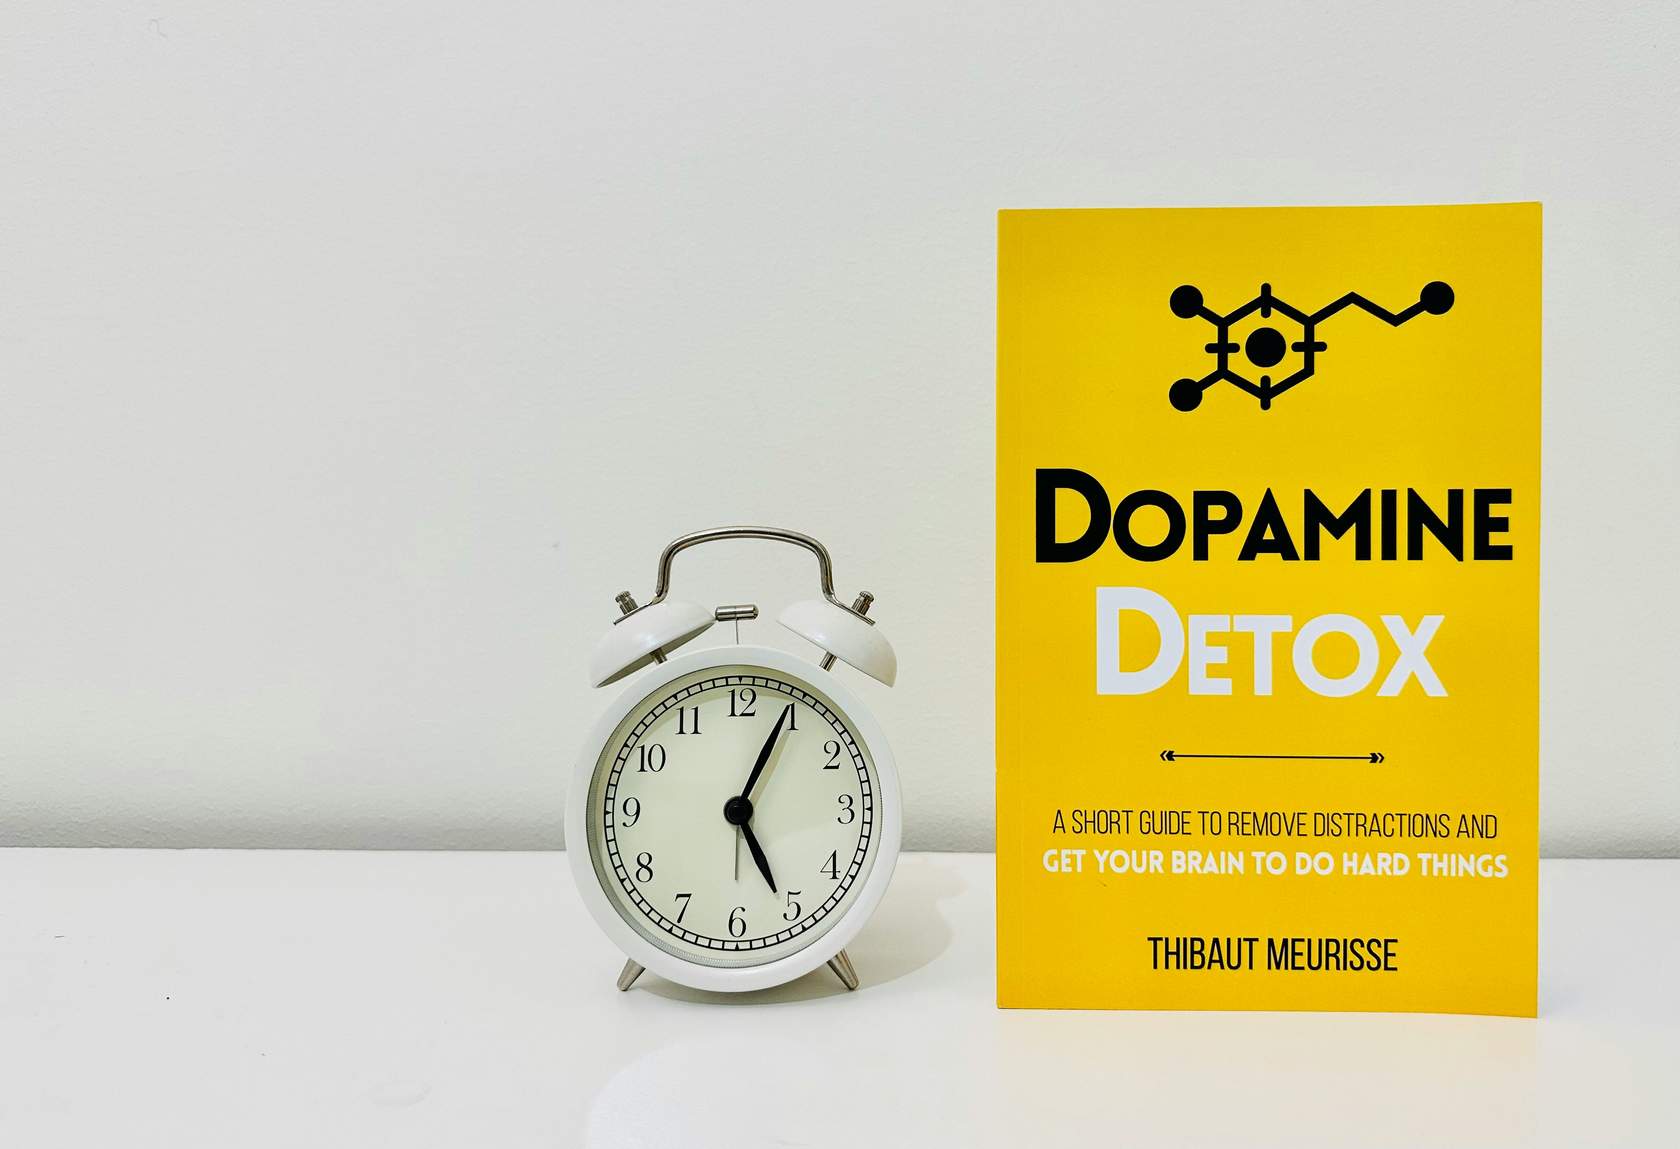 12
11
1
10
2
9
3
8
4
7
5
6
DOPAMINE
DETOX
A SHORT GUIDE TO REMOVE DISTRACTIONS AND
GET YOUR BRAIN TO DO HARD THINGS
THIBAUT MEURISSE